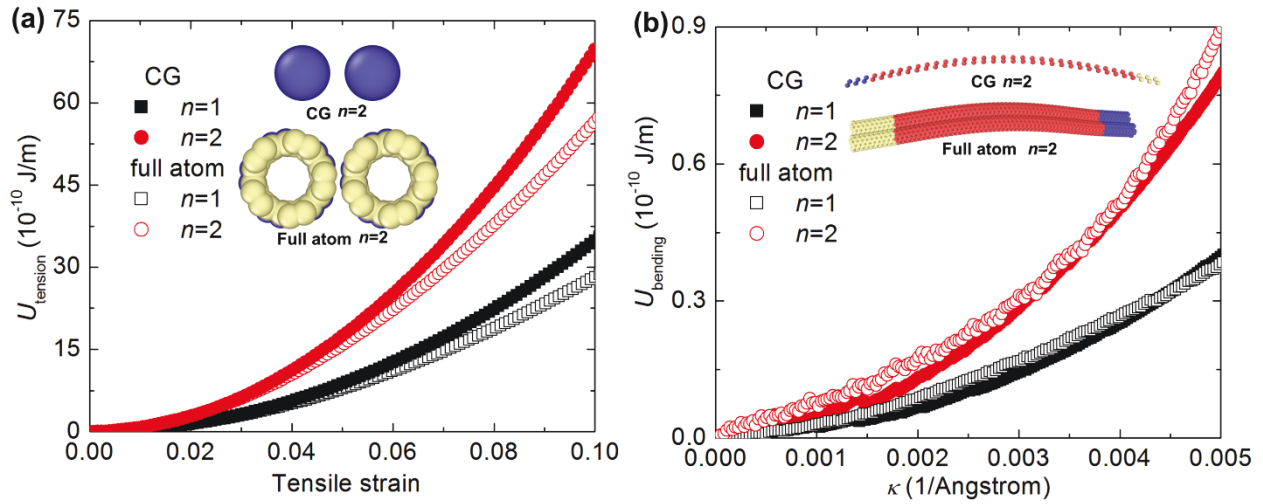 (a)
75
60
45
30
15
0
U_tension (10^-10 J/m)
CG
n=1
n=2
full atom
n=1
n=2
CG n=2
Full atom n=2
0.00 0.02 0.04 0.06 0.08 0.10
Tensile strain
(b)
0.9
0.6
0.3
0.0
U_bending (10^-10 J/m)
CG
n=1
n=2
full atom
n=1
n=2
CG n=2
Full atom n=2
0.000 0.001 0.002 0.003 0.004 0.005
κ (1/Angstrom)